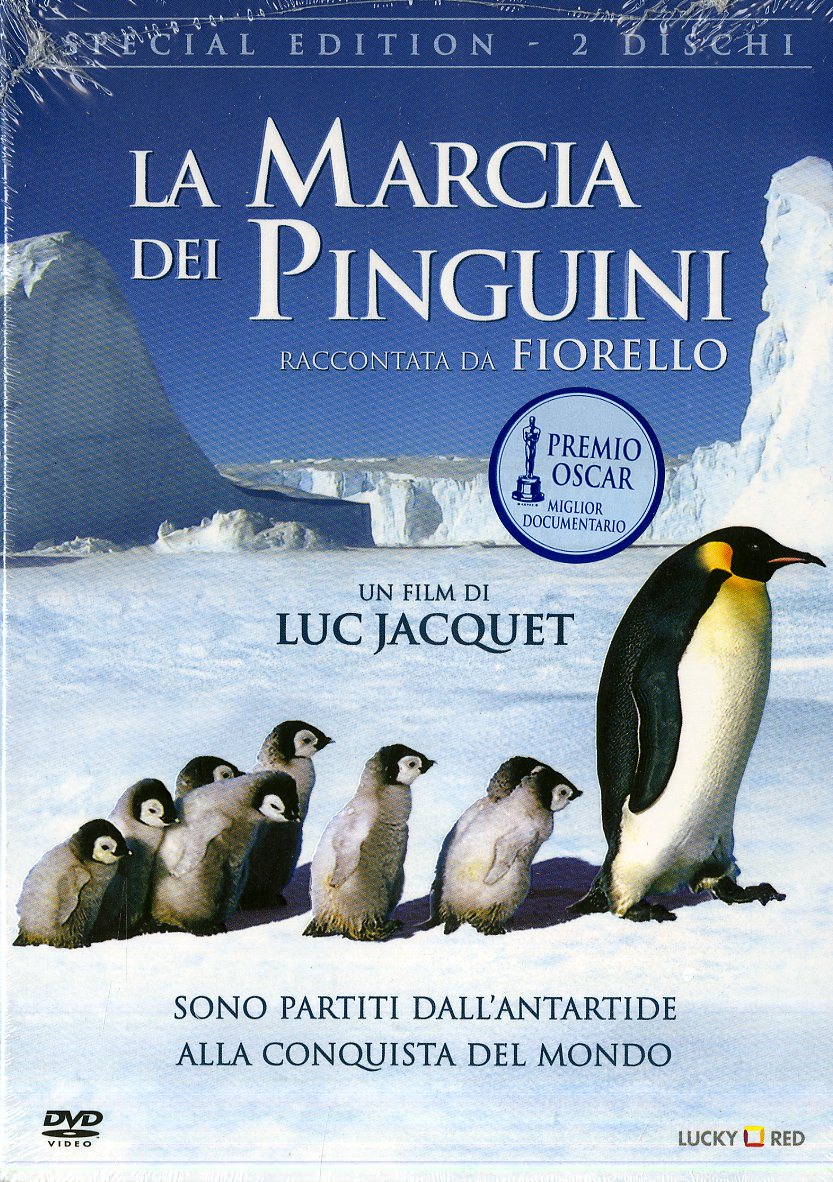 SPECIAL EDITION - 2 DISCHI
LA MARCIA
DEI PINGUINI
RACCONTATA DA FIORELLO
PREMIO
OSCAR
MIGLIOR
DOCUMENTARIO
UN FILM DI
LUC JACQUET
SONO PARTITI DALL'ANTARTIDE
ALLA CONQUISTA DEL MONDO
DVD
VIDEO
LUCKY RED